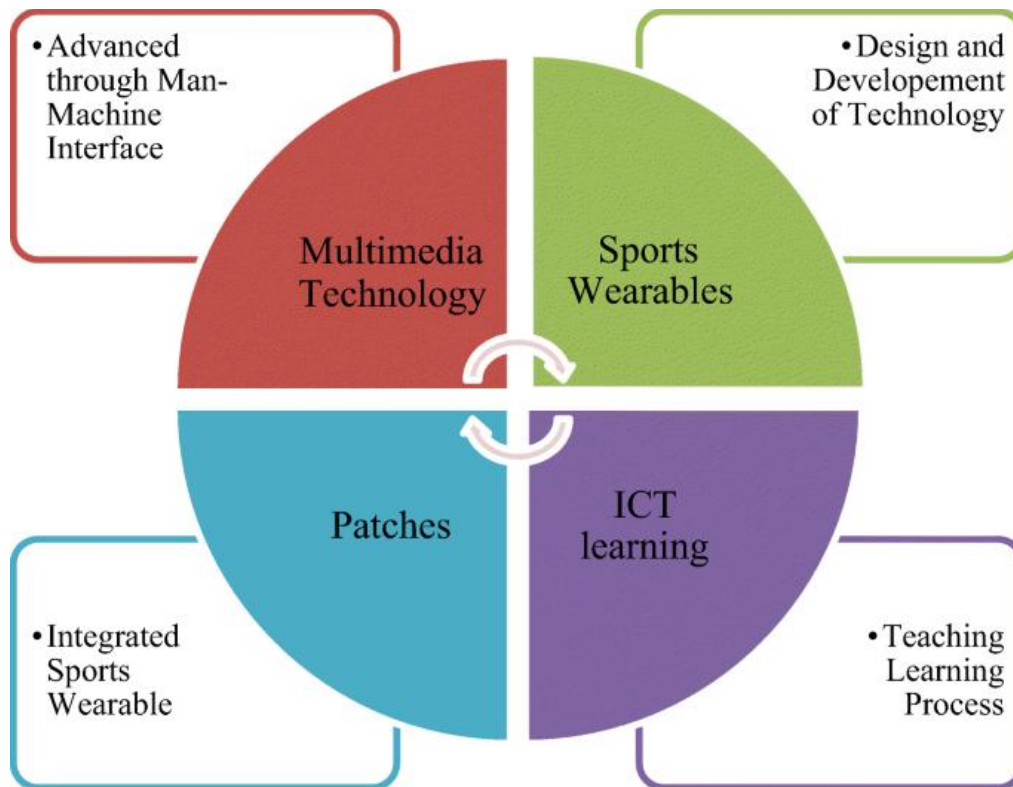 •Advanced
through Man-
Machine
Interface
•Design and
Developement
of Technology
Multimedia
Technology
Sports
Wearables
Patches
ICT
learning
•Integrated
Sports
Wearable
•Teaching
Learning
Process